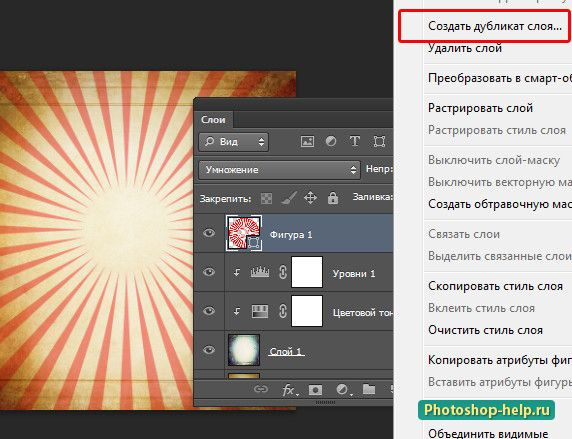 Создать дубликат слоя...
Удалить слой
Преобразовать в смарт-об
Растрировать слой
Растрировать стиль слоя
Выключить слой-маску
Выключить векторную ма
Создать обтравочную мас
Связать слои
Выделить связанные слои
Скопировать стиль слоя
Вклеить стиль слоя
Очистить стиль слоя
Копировать атрибуты фиг
Вставить атрибуты фигуры
Объединить видимые
Слои
Вид
Умножение
Непр:
Закрепить:
Заливка:
Фигура 1
Уровни 1
Цветовой тон
Слой 1
fx
Photoshop-help.ru